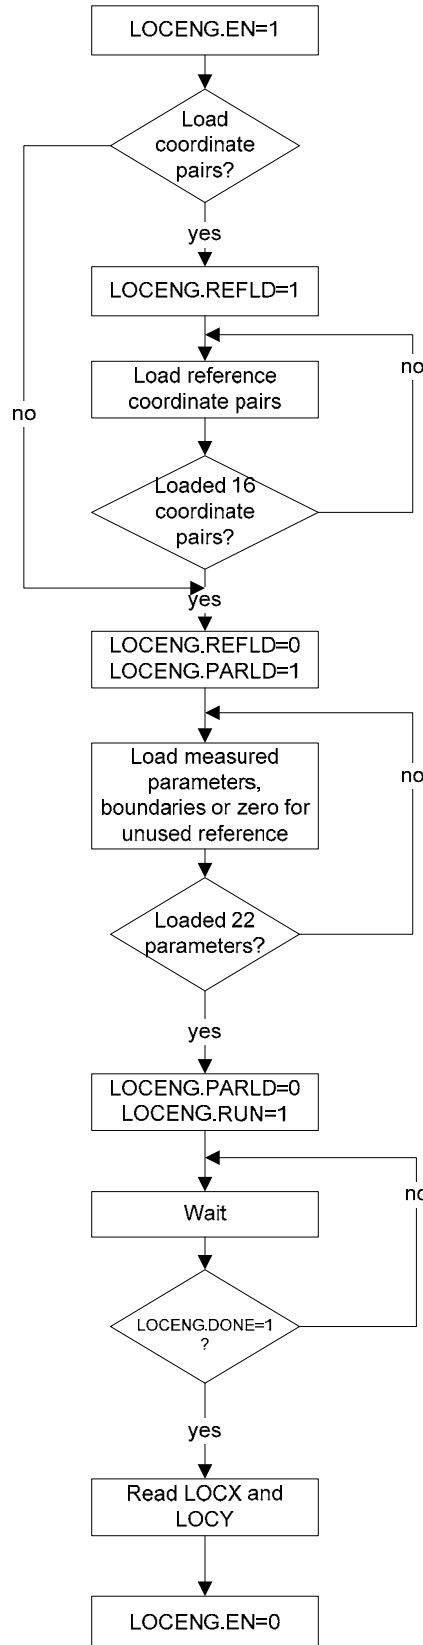 LOCENG.EN=1
Load
coordinate
pairs?
yes
LOCENG.REFLD=1
no
Load reference
coordinate pairs
no
Loaded 16
coordinate
pairs?
yes
LOCENG.REFLD=0
LOCENG.PARLD=1
Load measured
parameters,
boundaries or zero for
unused reference
no
Loaded 22
parameters?
yes
LOCENG.PARLD=0
LOCENG.RUN=1
no
Wait
LOCENG.DONE=1
?
yes
Read LOCX and
LOCY
LOCENG.EN=0